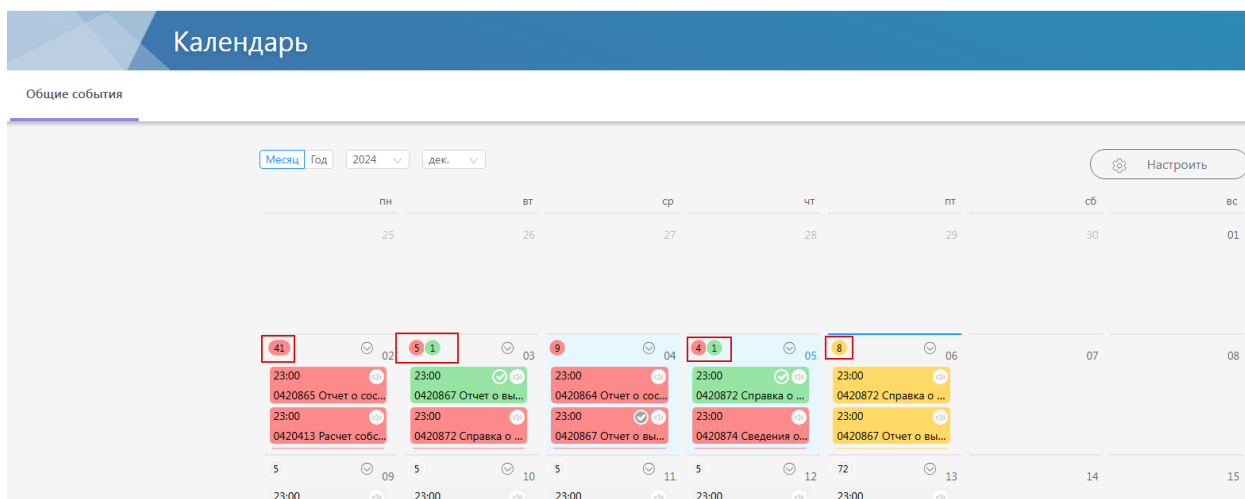 Календарь
Общие события
Месяц Год 2024 дек. Настроить
пн вт ср чт пт сб вс
25 26 27 28 29 30 01
41 02 5 1 03 9 04 4 1 05 8 06 07 08
23:00 23:00 23:00 23:00 23:00
0420865 Отчет о сос... 0420867 Отчет о вы... 0420864 Отчет о сос... 0420872 Справка о ... 0420872 Справка о ...
23:00 23:00 23:00 23:00 23:00
0420413 Расчет собс... 0420872 Справка о ... 0420867 Отчет о вы... 0420874 Сведения о... 0420867 Отчет о вы...
5 09 5 10 5 11 5 12 72 13 14 15
23:00 23:00 23:00 23:00 23:00